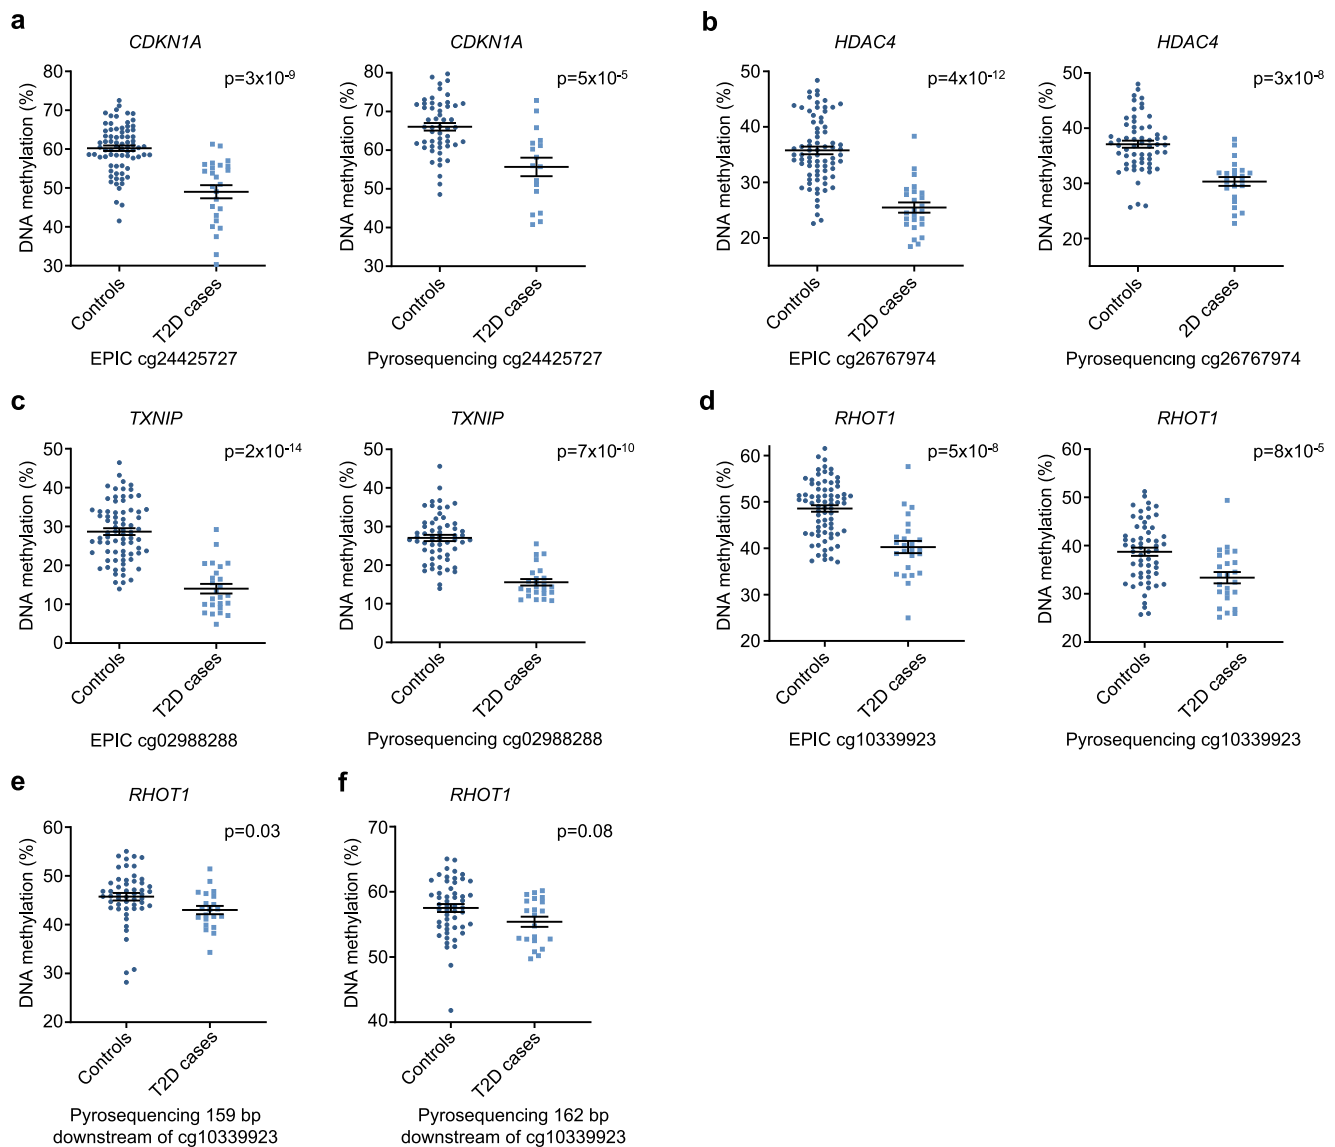 a
CDKN1A
p=3x10⁻⁹
DNA methylation (%)
80
70
60
50
40
30
Controls
T2D cases
EPIC cg24425727
CDKN1A
p=5x10⁻⁵
DNA methylation (%)
80
70
60
50
40
30
Controls
T2D cases
Pyrosequencing cg24425727
b
HDAC4
p=4x10⁻¹²
DNA methylation (%)
50
40
30
20
Controls
T2D cases
EPIC cg26767974
HDAC4
p=3x10⁻⁸
DNA methylation (%)
50
40
30
20
Controls
2D cases
Pyrosequencing cg26767974
c
TXNIP
p=2x10⁻¹⁴
DNA methylation (%)
50
40
30
20
10
0
Controls
T2D cases
EPIC cg02988288
TXNIP
p=7x10⁻¹⁰
DNA methylation (%)
50
40
30
20
10
0
Controls
T2D cases
Pyrosequencing cg02988288
d
RHOT1
p=5x10⁻⁸
DNA methylation (%)
60
50
40
30
20
Controls
T2D cases
EPIC cg10339923
RHOT1
p=8x10⁻⁵
DNA methylation (%)
60
50
40
30
20
Controls
T2D cases
Pyrosequencing cg10339923
e
RHOT1
p=0.03
DNA methylation (%)
60
50
40
30
20
Controls
T2D cases
Pyrosequencing 159 bp
downstream of cg10339923
f
RHOT1
p=0.08
DNA methylation (%)
70
60
50
40
Controls
T2D cases
Pyrosequencing 162 bp
downstream of cg10339923